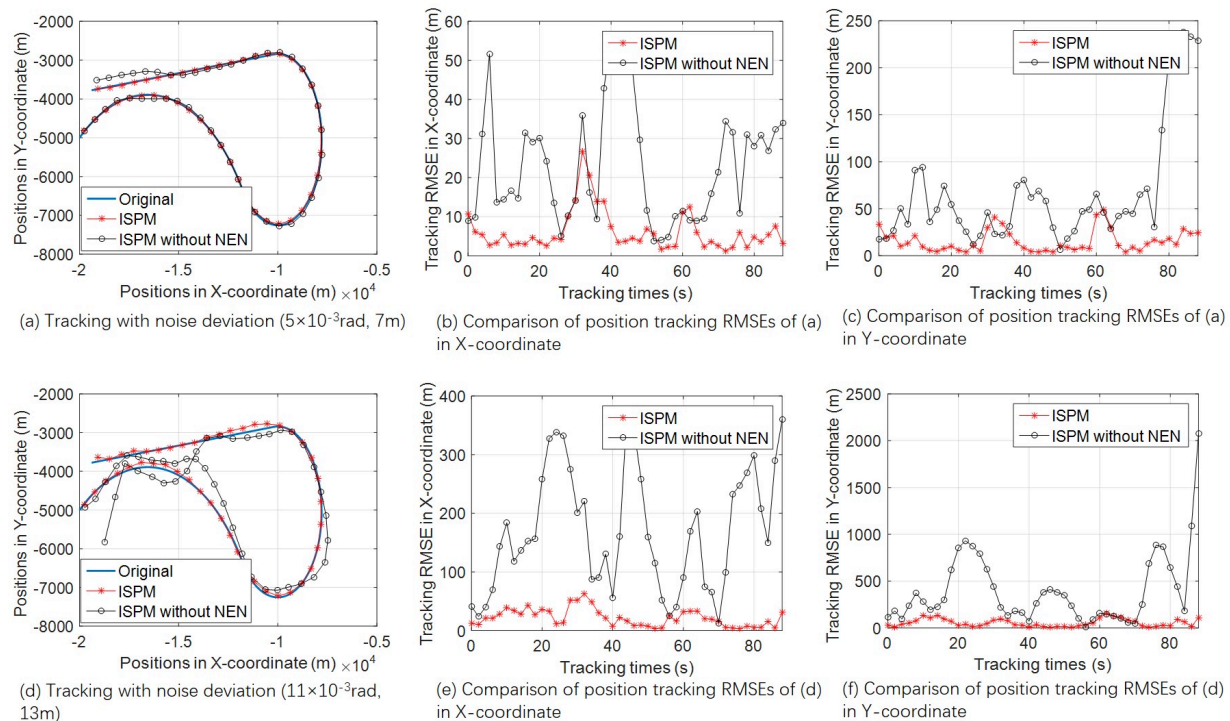 -2000
-3000
-4000
-5000
-6000
-7000
-8000
Positions in Y-coordinate (m)
Original
ISPM
ISPM without NEN
-2 -1.5 -1 -0.5
Positions in X-coordinate (m) ×10⁴
(a) Tracking with noise deviation (5×10⁻³rad, 7m)
60
50
40
30
20
10
0
Tracking RMSE in X-coordinate (m)
ISPM
ISPM without NEN
0 20 40 60 80
Tracking times (s)
(b) Comparison of position tracking RMSEs of (a)
in X-coordinate
250
200
150
100
50
0
Tracking RMSE in Y-coordinate (m)
ISPM
ISPM without NEN
0 20 40 60 80
Tracking times (s)
(c) Comparison of position tracking RMSEs of (a)
in Y-coordinate
-2000
-3000
-4000
-5000
-6000
-7000
-8000
Positions in Y-coordinate (m)
Original
ISPM
ISPM without NEN
-2 -1.5 -1 -0.5
Positions in X-coordinate (m) ×10⁴
(d) Tracking with noise deviation (11×10⁻³rad,
13m)
400
300
200
100
0
Tracking RMSE in X-coordinate (m)
ISPM
ISPM without NEN
0 20 40 60 80
Tracking times (s)
(e) Comparison of position tracking RMSEs of (d)
in X-coordinate
2500
2000
1500
1000
500
0
Tracking RMSE in Y-coordinate (m)
ISPM
ISPM without NEN
0 20 40 60 80
Tracking times (s)
(f) Comparison of position tracking RMSEs of (d)
in Y-coordinate